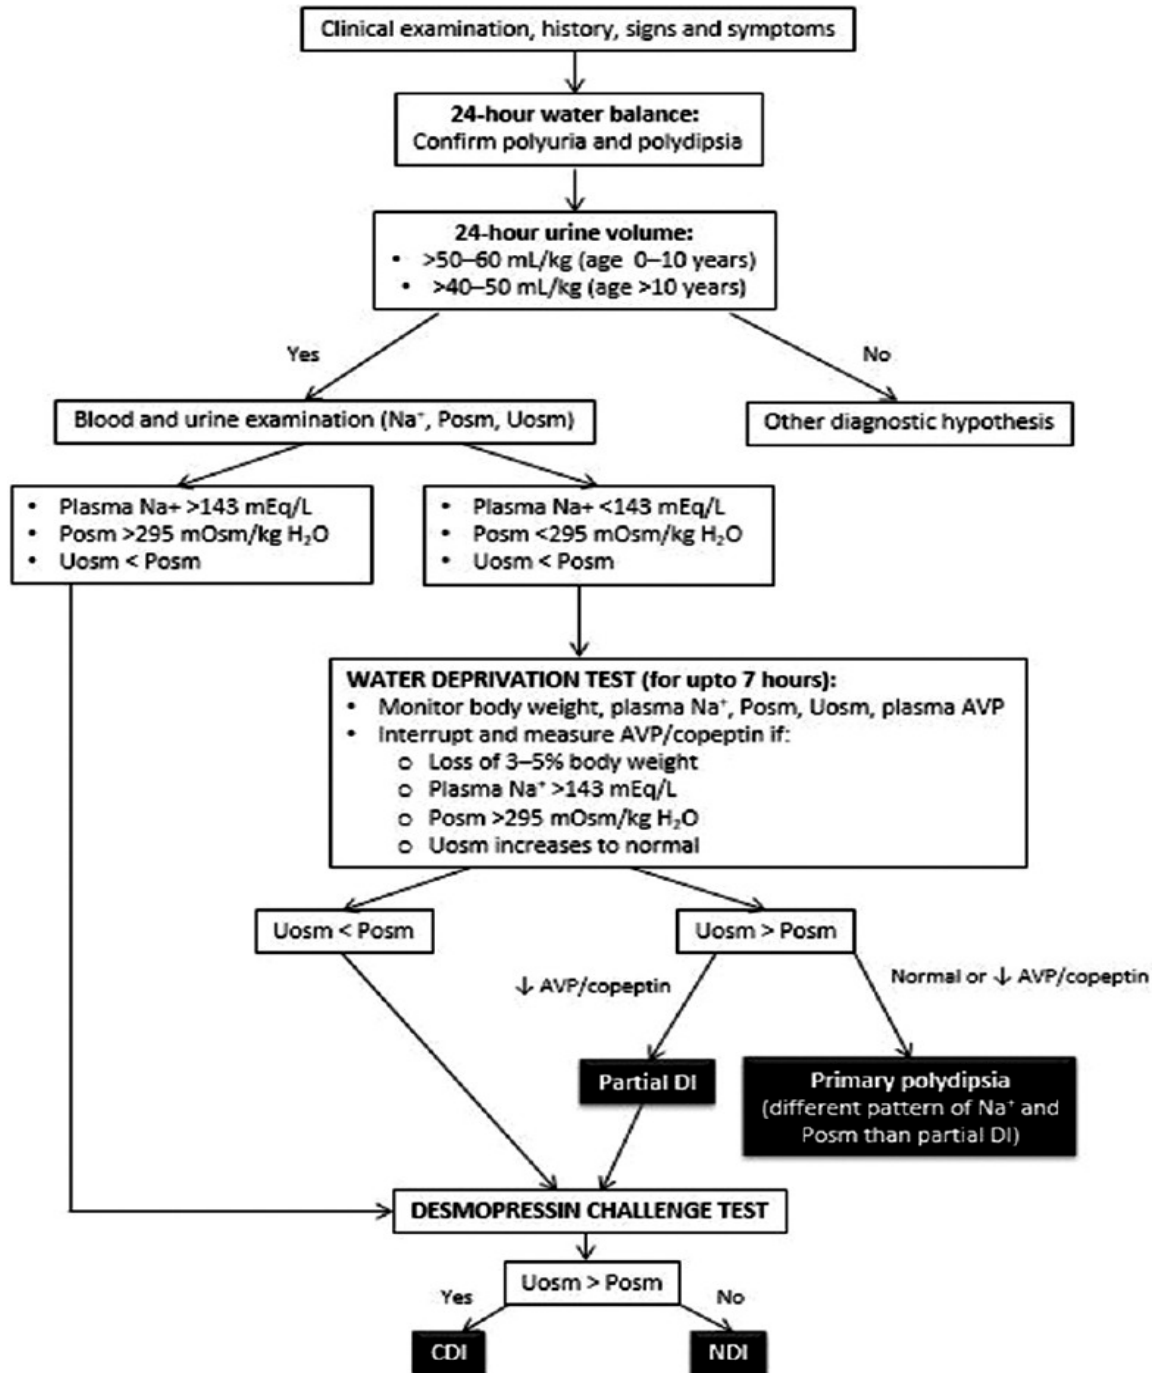 Clinical examination, history, signs and symptoms
24-hour water balance:
Confirm polyuria and polydipsia
24-hour urine volume:
• >50–60 mL/kg (age 0–10 years)
• >40–50 mL/kg (age >10 years)
Yes
No
Blood and urine examination (Na⁺, Posm, Uosm)
Other diagnostic hypothesis
• Plasma Na+ >143 mEq/L
• Posm >295 mOsm/kg H₂O
• Uosm < Posm
• Plasma Na+ <143 mEq/L
• Posm <295 mOsm/kg H₂O
• Uosm < Posm
WATER DEPRIVATION TEST (for upto 7 hours):
• Monitor body weight, plasma Na⁺, Posm, Uosm, plasma AVP
• Interrupt and measure AVP/copeptin if:
o Loss of 3–5% body weight
o Plasma Na⁺ >143 mEq/L
o Posm >295 mOsm/kg H₂O
o Uosm increases to normal
Uosm < Posm
Uosm > Posm
↓ AVP/copeptin
Normal or ↓ AVP/copeptin
Partial DI
Primary polydipsia
(different pattern of Na⁺ and
Posm than partial DI)
DESMOPRESSIN CHALLENGE TEST
Uosm > Posm
Yes
No
CDI
NDI